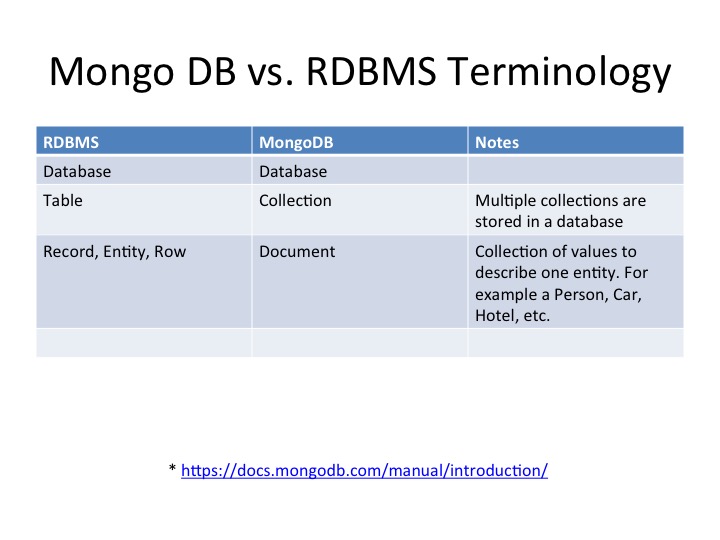 Mongo DB vs. RDBMS Terminology
RDBMS MongoDB Notes
Database Database
Table Collection Multiple collections are
stored in a database
Record, Entity, Row Document Collection of values to
describe one entity. For
example a Person, Car,
Hotel, etc.
* https://docs.mongodb.com/manual/introduction/